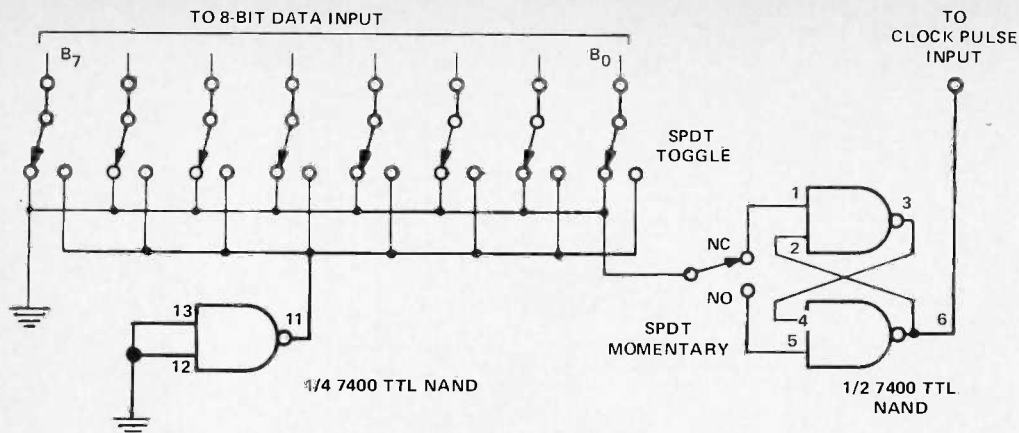 TO 8-BIT DATA INPUT
TO
CLOCK PULSE
INPUT
B7
B0
SPDT
TOGGLE
1
3
2
NC
NO
4
6
5
SPDT
MOMENTARY
13
11
12
1/4 7400 TTL NAND
1/2 7400 TTL
NAND